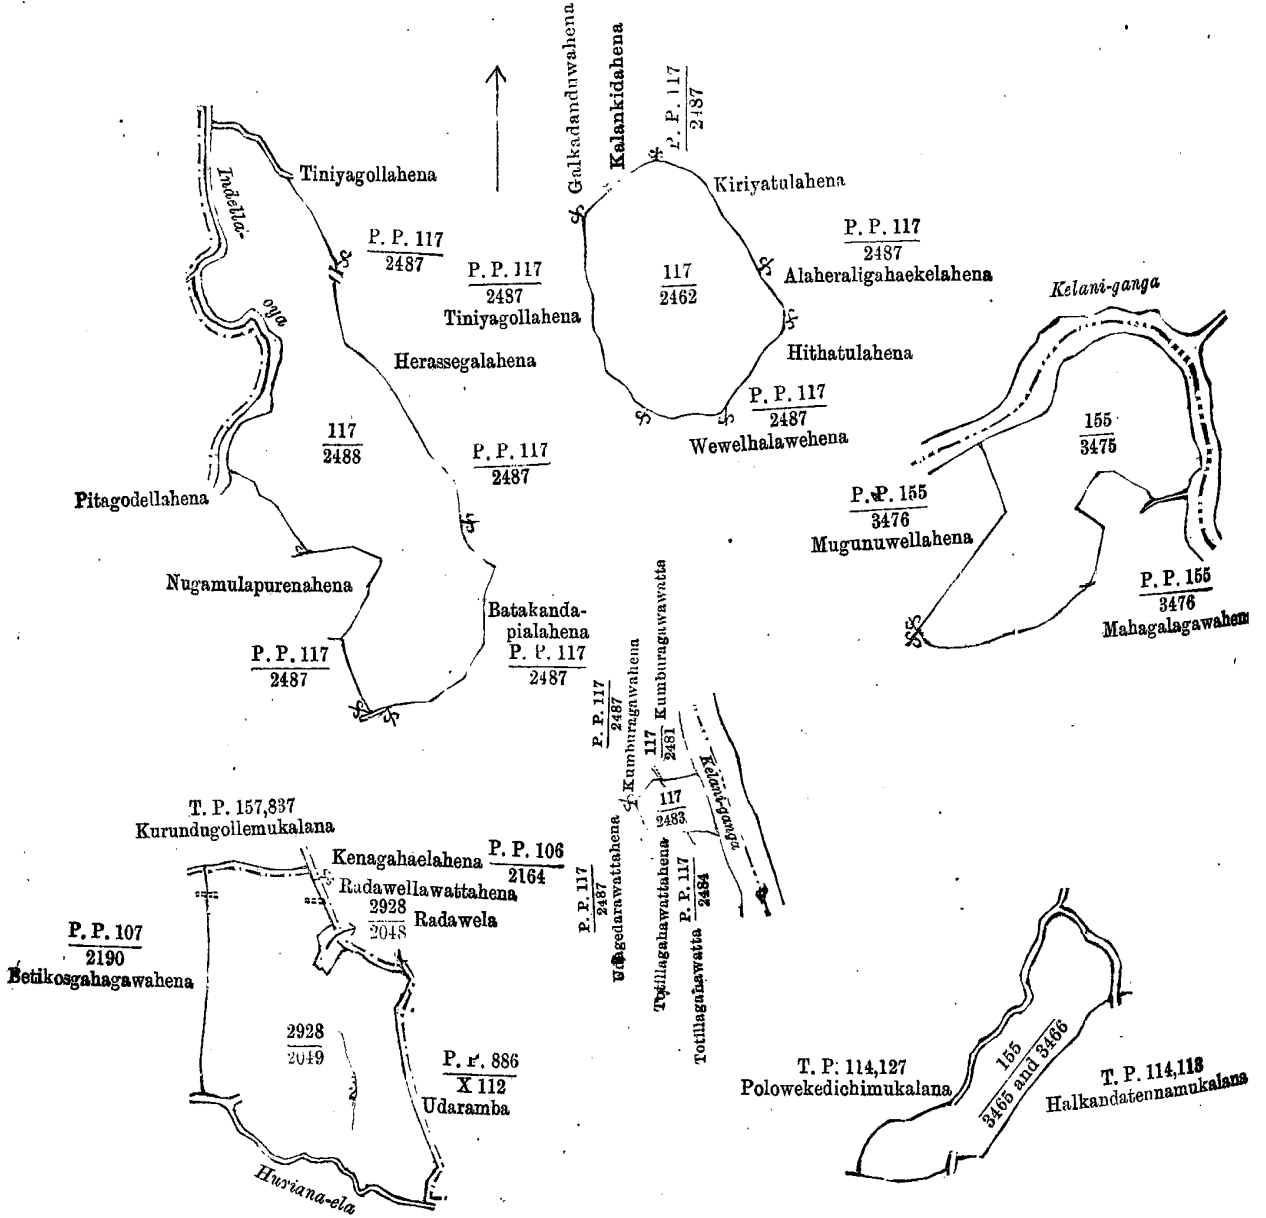 Indella-
oya
Tiniyagollahena
P. P. 117
2487
Herassegalahena
117
2488
P. P. 117
2487
Pitagodellahena
Nugamulapurenahena
P. P. 117
2487
Batakanda-
pialahena
P. P. 117
2487
Galkadanduwahena
Kalankidahena
P. P. 117
2487
Kiriyatulahena
P. P. 117
2487
Alaheraligahaekelahena
P. P. 117
2487
Tiniyagollahena
117
2462
Hithatulahena
P. P. 117
2487
Wewelhalawehena
Kelani-ganga
155
3475
P. P. 155
3476
Mugunuwellahena
P. P. 155
3476
Mahagalagawahena
P. P. 117
2487
Kumburagawahena
117
2481
Kumburagawawatta
Kelani-ganga
117
2483
P. P. 117
2487
Udagedarawattahena
Totillagahawattahena
P. P. 117
2484
Totillagahawatta
T. P. 157,837
Kurundugollemukalana
Kenagahaelahena
P. P. 106
2164
Radawellawattahena
2928
2048
Radawela
P. P. 107
2190
Betikosgahagawahena
2928
2049
P. P. 886
X 112
Udaramba
Huriana-ela
T. P. 114,127
Polowekedichimukalana
155
3465 and 3466
T. P. 114,113
Halkandatennamukalana